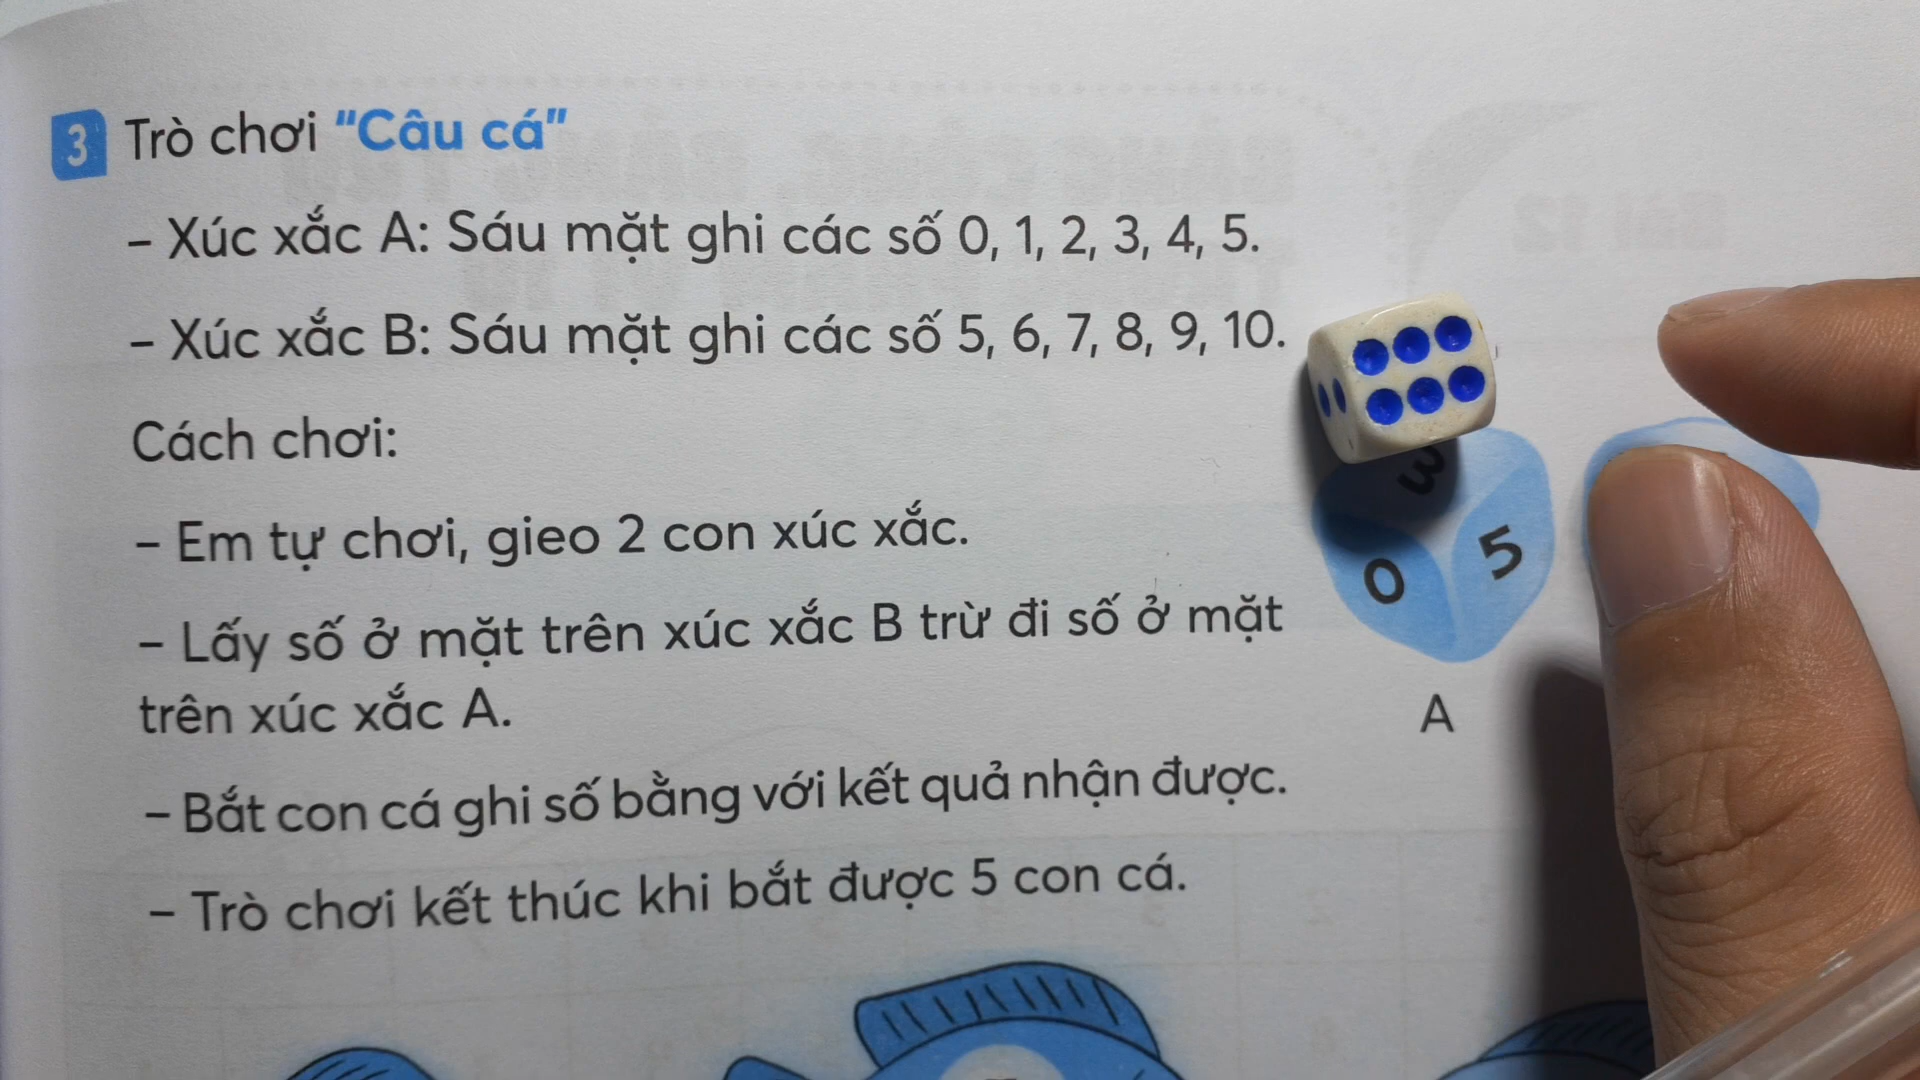 3 Trò chơi "Câu cá"
– Xúc xắc A: Sáu mặt ghi các số 0, 1, 2, 3, 4, 5.
– Xúc xắc B: Sáu mặt ghi các số 5, 6, 7, 8, 9, 10.
Cách chơi:
– Em tự chơi, gieo 2 con xúc xắc.
– Lấy số ở mặt trên xúc xắc B trừ đi số ở mặt
trên xúc xắc A.
– Bắt con cá ghi số bằng với kết quả nhận được.
– Trò chơi kết thúc khi bắt được 5 con cá.
3
0 5
A